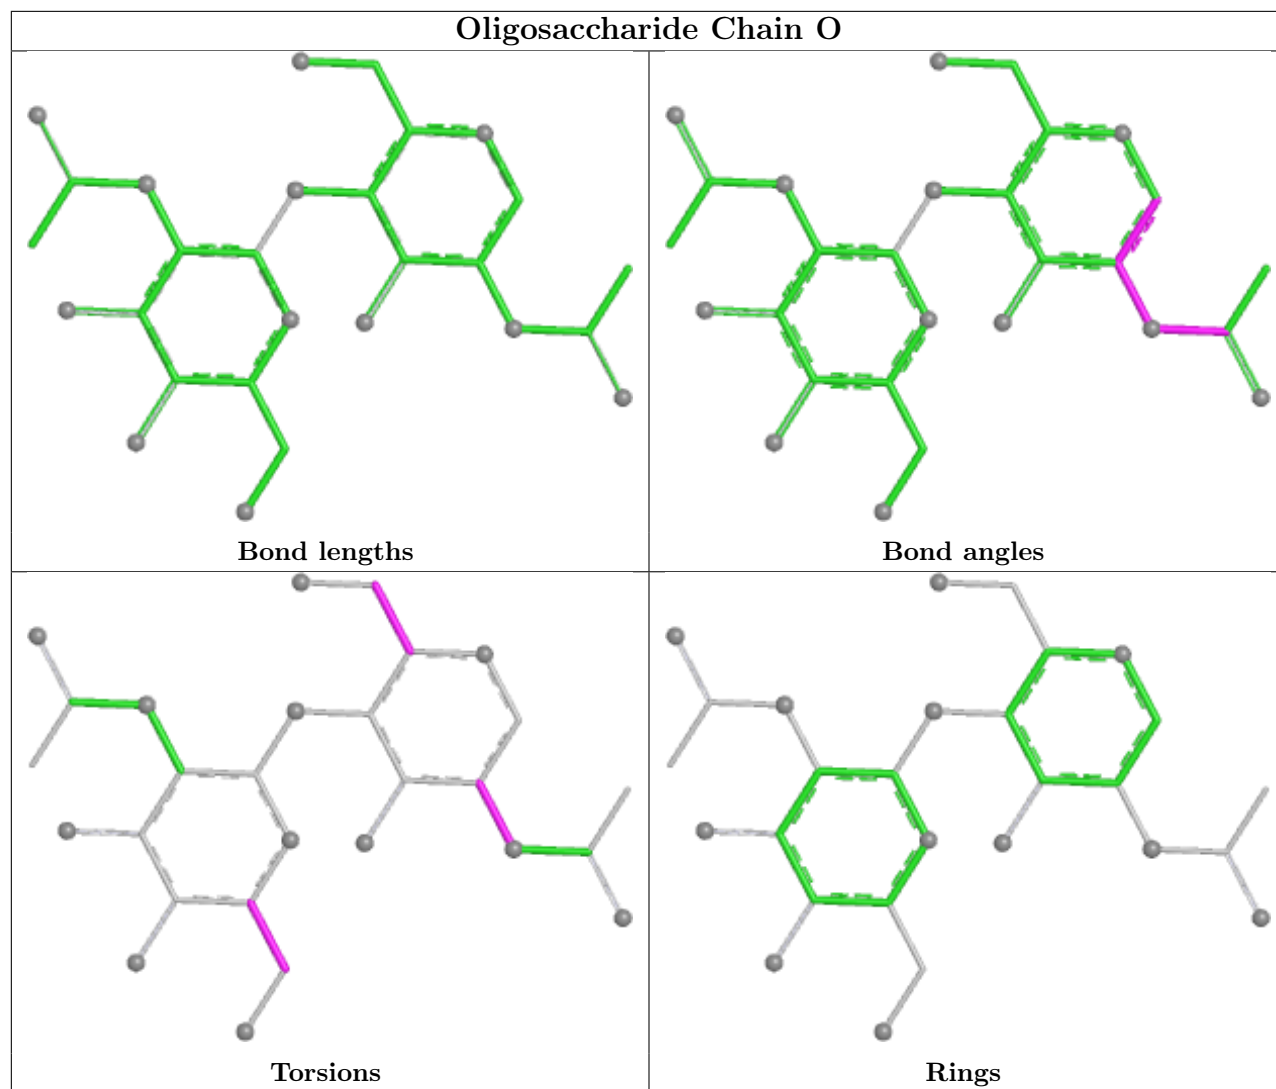 Oligosaccharide Chain O
Bond lengths
Bond angles
Torsions
Rings